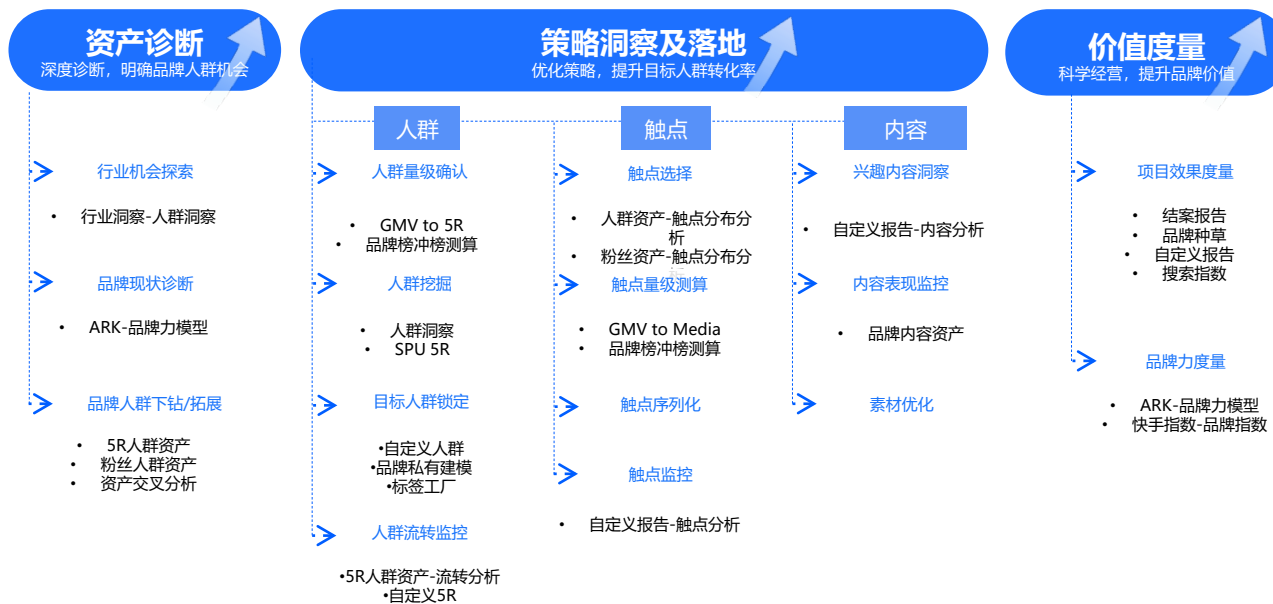 资产诊断
深度诊断，明确品牌人群机会
行业机会探索
• 行业洞察-人群洞察
品牌现状诊断
• ARK-品牌力模型
品牌人群下钻/拓展
• 5R人群资产
• 粉丝人群资产
• 资产交叉分析
策略洞察及落地
优化策略，提升目标人群转化率
人群
人群量级确认
• GMV to 5R
• 品牌榜冲榜测算
人群挖掘
• 人群洞察
• SPU 5R
目标人群锁定
•自定义人群
•品牌私有建模
•标签工厂
人群流转监控
•5R人群资产-流转分析
•自定义5R
触点
触点选择
• 人群资产-触点分布分
析
• 粉丝资产-触点分布分
触点量级测算
• GMV to Media
• 品牌榜冲榜测算
触点序列化
触点监控
• 自定义报告-触点分析
内容
兴趣内容洞察
• 自定义报告-内容分析
内容表现监控
• 品牌内容资产
素材优化
价值度量
科学经营，提升品牌价值
项目效果度量
• 结案报告
• 品牌种草
• 自定义报告
• 搜索指数
品牌力度量
• ARK-品牌力模型
• 快手指数-品牌指数